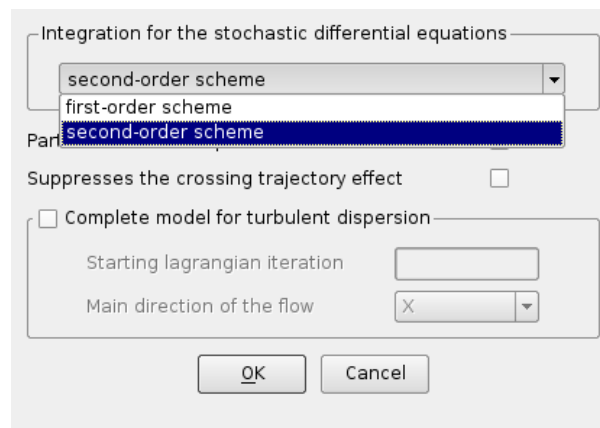 Integration for the stochastic differential equations
second-order scheme
first-order scheme
second-order scheme
Suppresses the crossing trajectory effect
Complete model for turbulent dispersion
Starting lagrangian iteration
Main direction of the flow
X
OK
Cancel